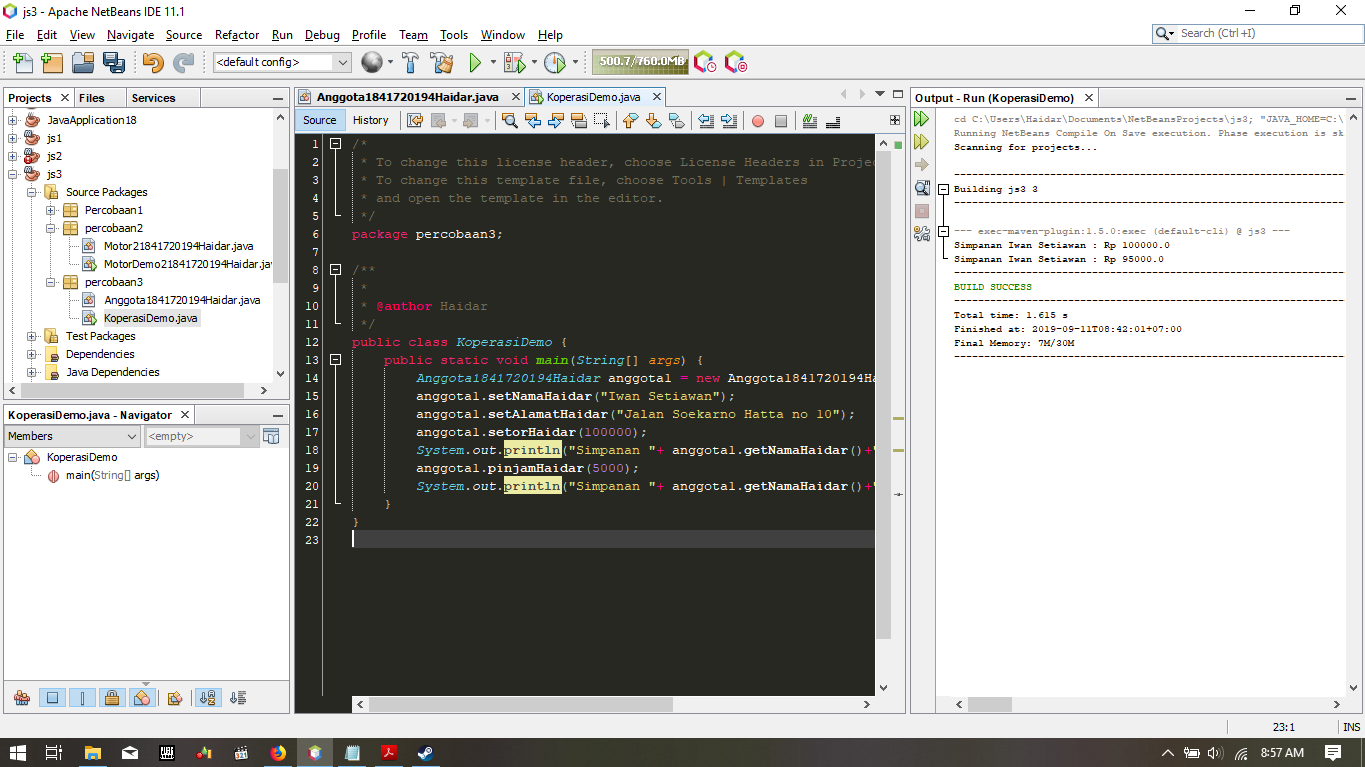 js3 - Apache NetBeans IDE 11.1
File Edit View Navigate Source Refactor Run Debug Profile Team Tools Window Help
Search (Ctrl+I)
<default config>
500.7/760.0MB
Projects
Files
Services
JavaApplication18
js1
js2
js3
Source Packages
Percobaan1
percobaan2
Motor21841720194Haidar.java
MotorDemo21841720194Haidar.jav
percobaan3
Anggota1841720194Haidar.java
KoperasiDemo.java
Test Packages
Dependencies
Java Dependencies
KoperasiDemo.java - Navigator
Members
<empty>
KoperasiDemo
main(String[] args)
Anggota1841720194Haidar.java
KoperasiDemo.java
Source
History
1 /*
2 * To change this license header, choose License Headers in Projec
3 * To change this template file, choose Tools | Templates
4 * and open the template in the editor.
5 */
6 package percobaan3;
7
8 /**
9 *
10 * @author Haidar
11 */
12 public class KoperasiDemo {
13 public static void main(String[] args) {
14 Anggota1841720194Haidar anggota1 = new Anggota1841720194Ha
15 anggota1.setNamaHaidar("Iwan Setiawan");
16 anggota1.setAlamatHaidar("Jalan Soekarno Hatta no 10");
17 anggota1.setorHaidar(100000);
18 System.out.println("Simpanan "+ anggota1.getNamaHaidar()+"
19 anggota1.pinjamHaidar(5000);
20 System.out.println("Simpanan "+ anggota1.getNamaHaidar()+"
21 }
22 }
23
Output - Run (KoperasiDemo)
cd C:\Users\Haidar\Documents\NetBeansProjects\js3; "JAVA_HOME=C:\
Running NetBeans Compile On Save execution. Phase execution is sk
Scanning for projects...
Building js3 3
--- exec-maven-plugin:1.5.0:exec (default-cli) @ js3 ---
Simpanan Iwan Setiawan : Rp 100000.0
Simpanan Iwan Setiawan : Rp 95000.0
BUILD SUCCESS
Total time: 1.615 s
Finished at: 2019-09-11T08:42:01+07:00
Final Memory: 7M/30M
23:1
INS
8:57 AM